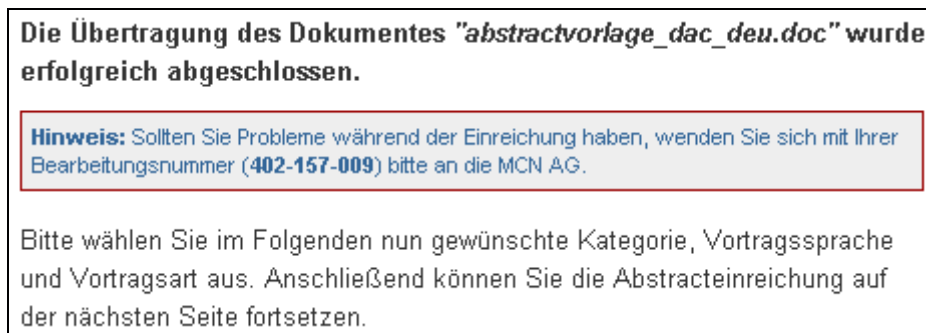 Die Übertragung des Dokumentes "abstractvorlage_dac_deu.doc" wurde
erfolgreich abgeschlossen.
Hinweis: Sollten Sie Probleme während der Einreichung haben, wenden Sie sich mit Ihrer
Bearbeitungsnummer (402-157-009) bitte an die MCN AG.
Bitte wählen Sie im Folgenden nun gewünschte Kategorie, Vortragssprache
und Vortragsart aus. Anschließend können Sie die Abstracteinreichung auf
der nächsten Seite fortsetzen.